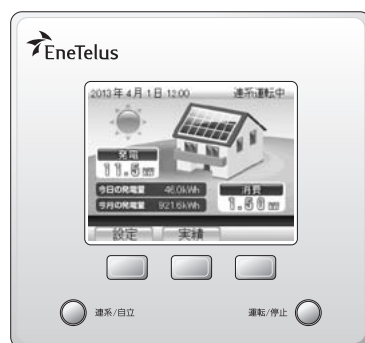 EneTelus
2013年 4月 1日 12:00 連系運転中
発電
11.5 kW
今日の発電量 46.0kWh
今月の発電量 921.6kWh
消費
1.50 kW
設定 実績
連系/自立 運転/停止